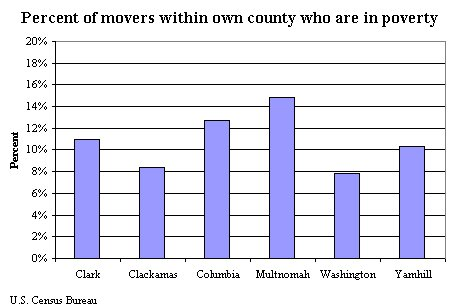 Percent of movers within own county who are in poverty
20%
18%
16%
14%
12%
10%
8%
6%
4%
2%
0%
Percent
Clark Clackamas Columbia Multnomah Washington Yamhill
U.S. Census Bureau